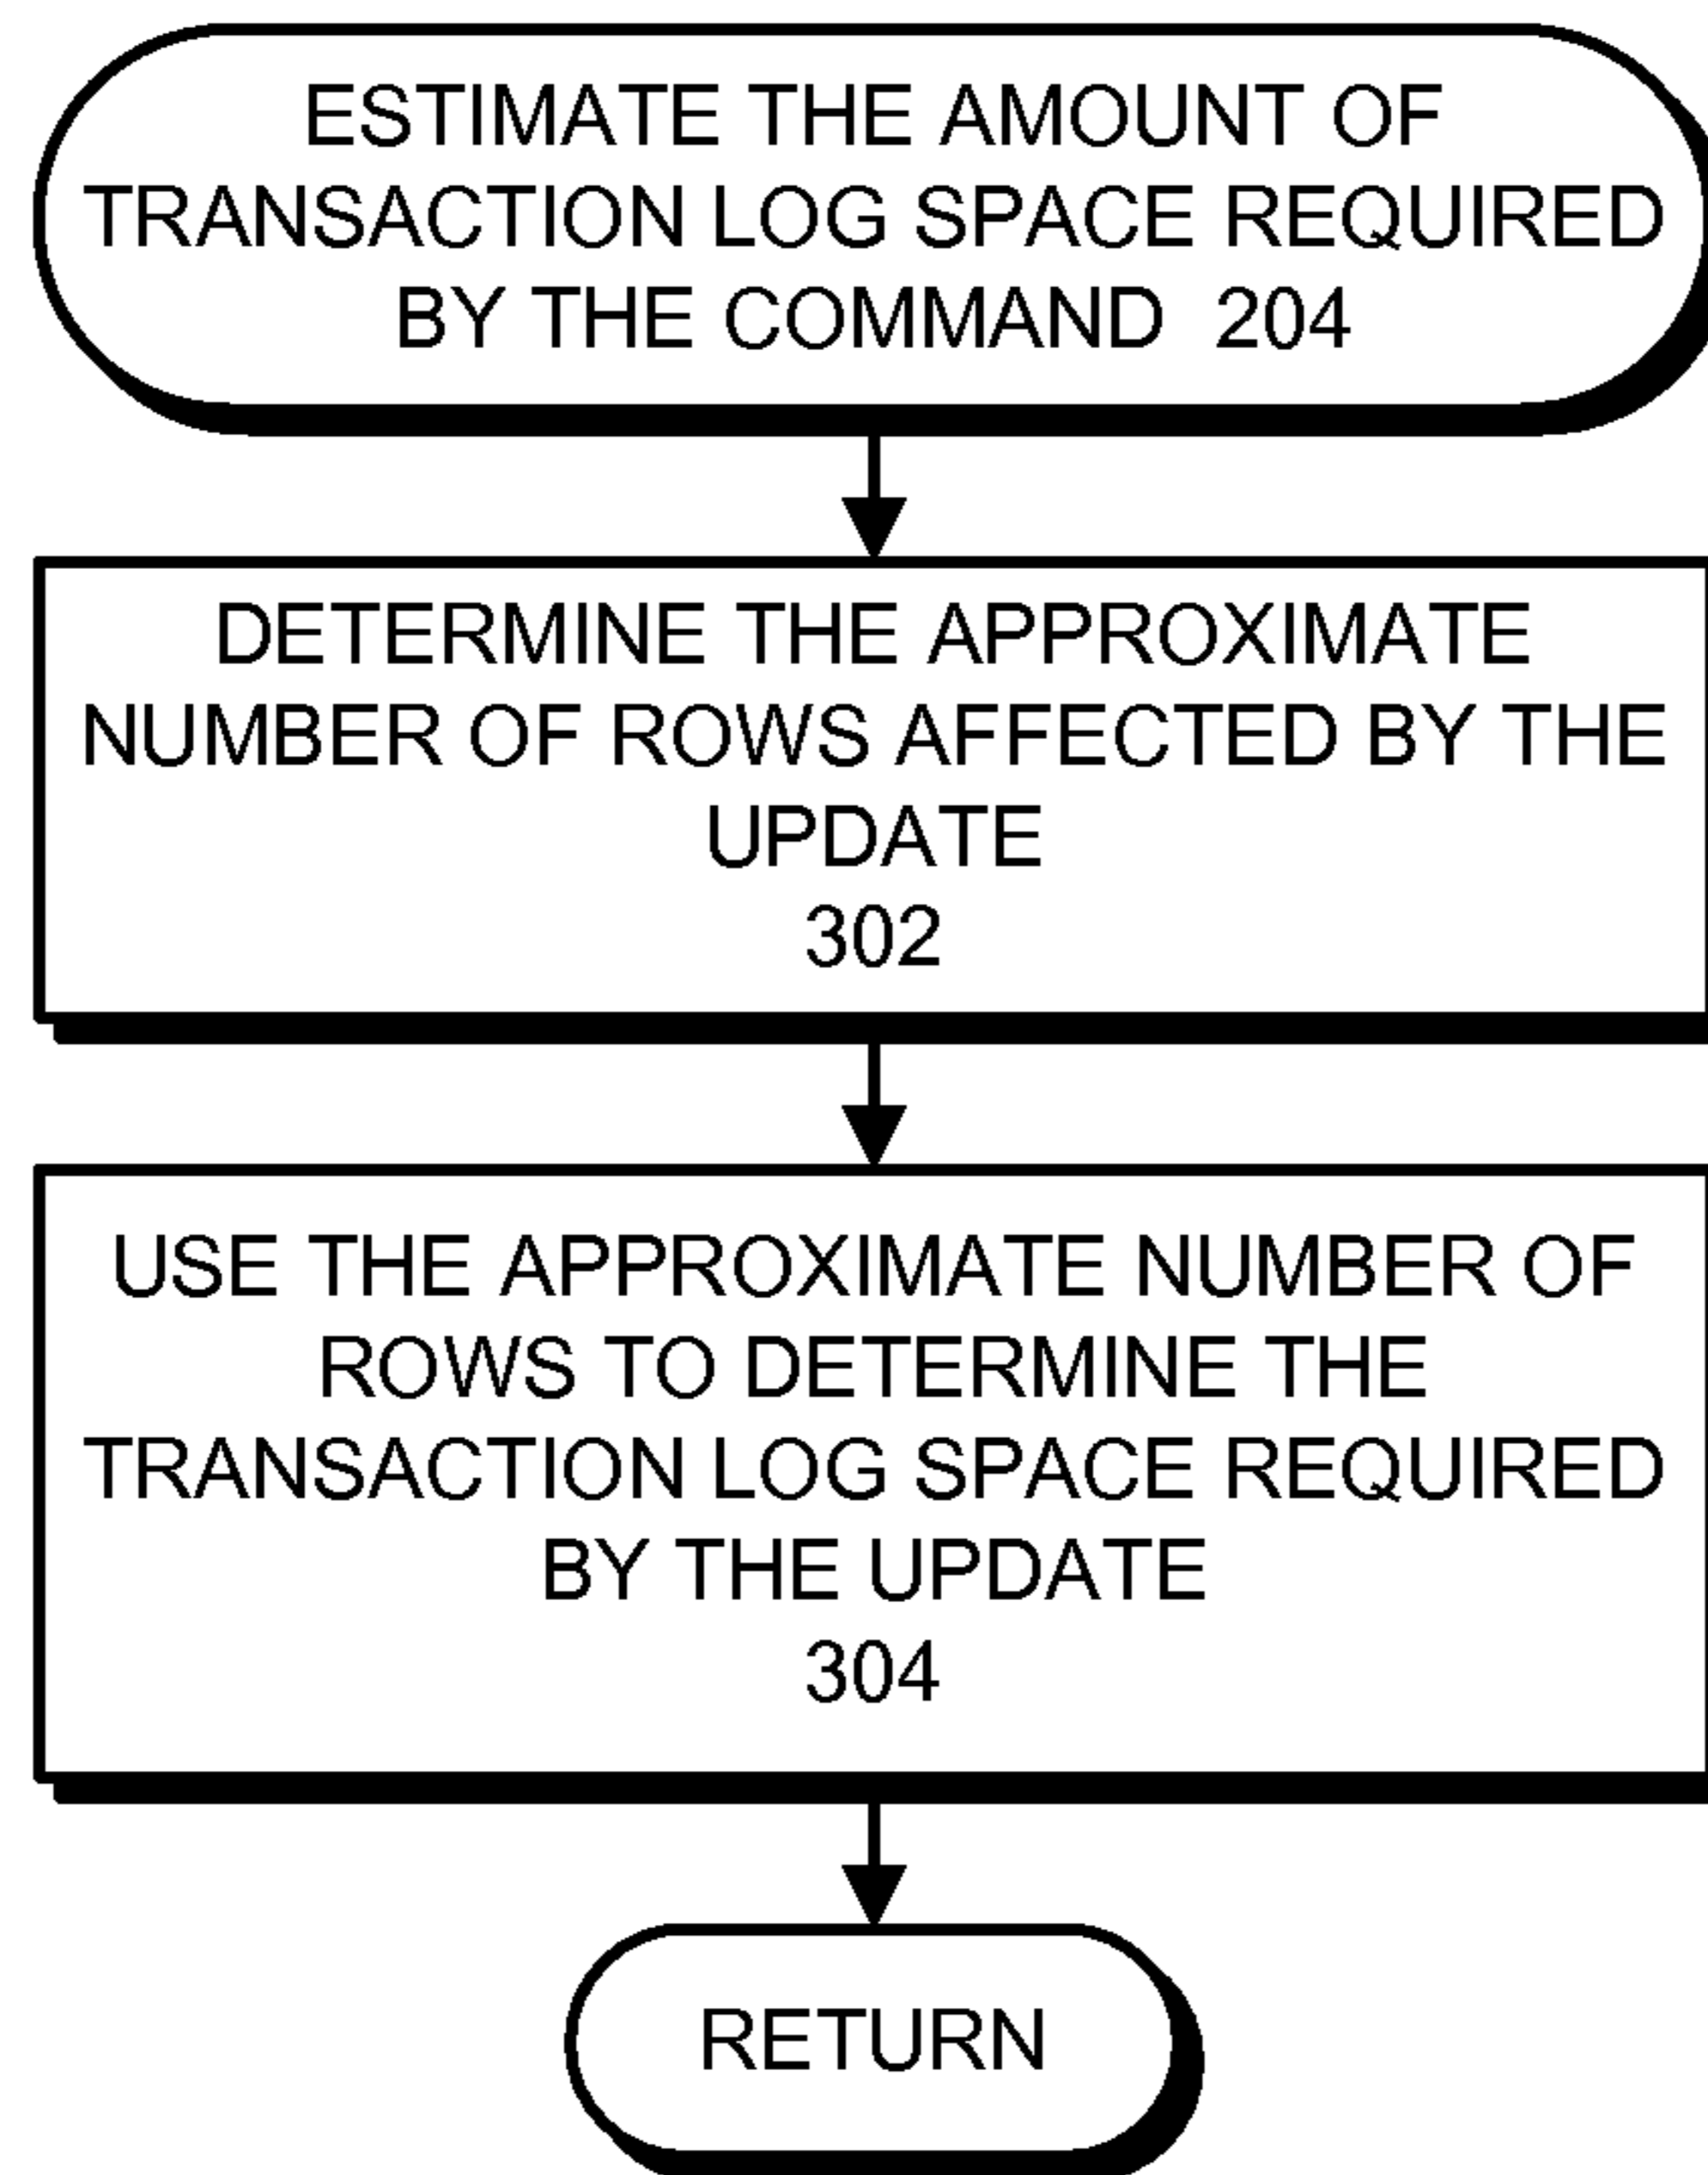 ESTIMATE THE AMOUNT OF
TRANSACTION LOG SPACE REQUIRED
BY THE COMMAND 204
DETERMINE THE APPROXIMATE
NUMBER OF ROWS AFFECTED BY THE
UPDATE
302
USE THE APPROXIMATE NUMBER OF
ROWS TO DETERMINE THE
TRANSACTION LOG SPACE REQUIRED
BY THE UPDATE
304
RETURN